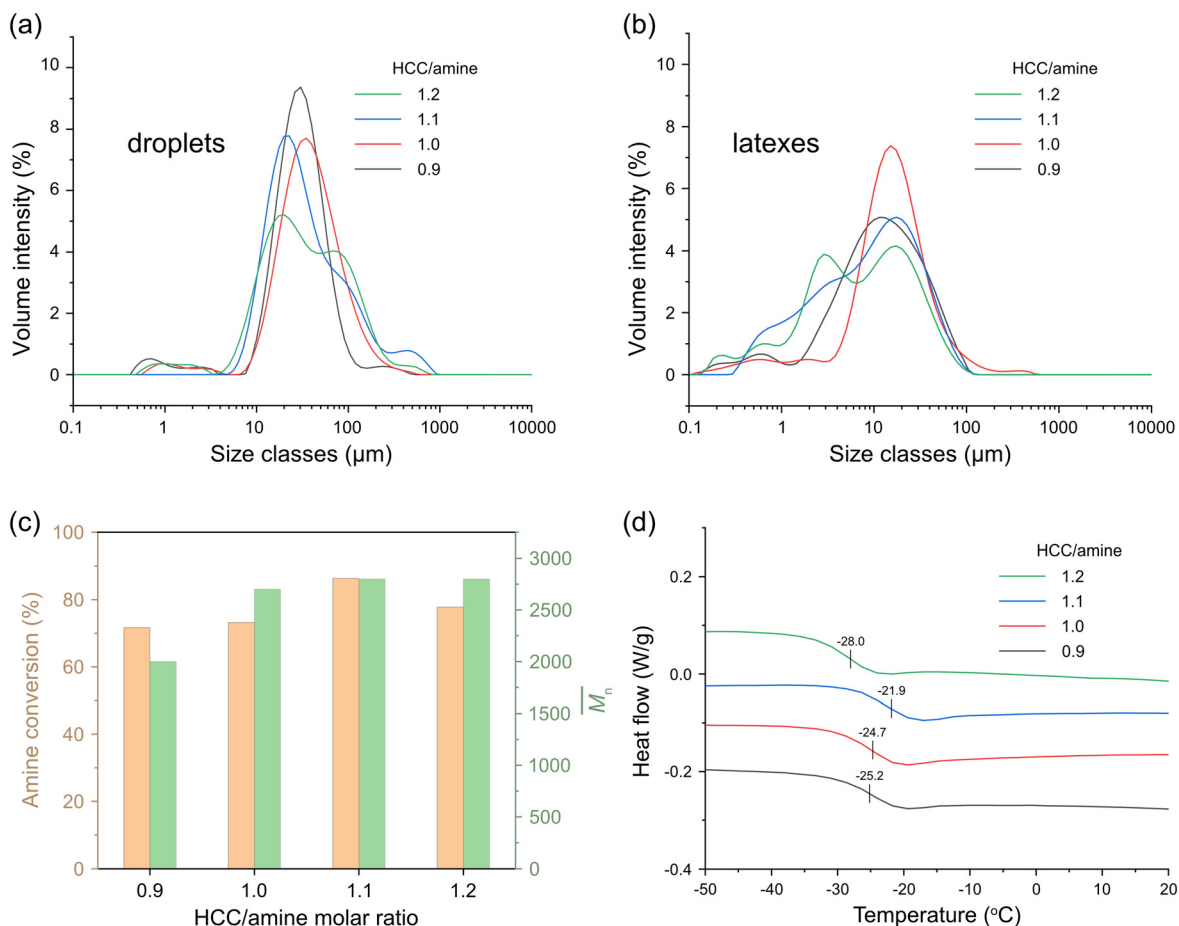 (a)
HCC/amine
1.2
1.1
1.0
0.9
droplets
Volume intensity (%)
10
8
6
4
2
0
0.1 1 10 100 1000 10000
Size classes (µm)
(b)
HCC/amine
1.2
1.1
1.0
0.9
latexes
Volume intensity (%)
10
8
6
4
2
0
0.1 1 10 100 1000 10000
Size classes (µm)
(c)
Amine conversion (%)
100
80
60
40
20
0
3000
2500
2000
1500
1000
500
0
M̅n
0.9 1.0 1.1 1.2
HCC/amine molar ratio
(d)
HCC/amine
1.2
1.1
1.0
0.9
-28.0
-21.9
-24.7
-25.2
Heat flow (W/g)
0.2
0.0
-0.2
-0.4
-50 -40 -30 -20 -10 0 10 20
Temperature (°C)